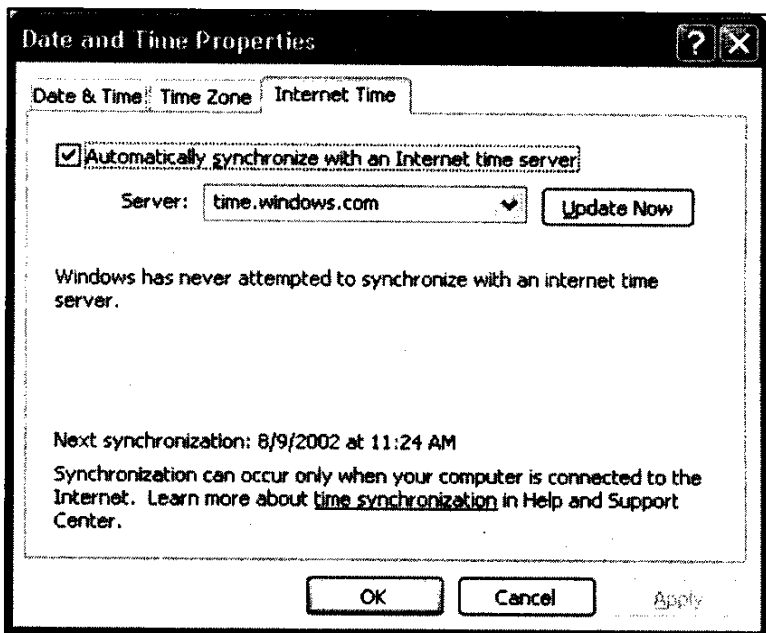 Date and Time Properties
Date & Time Time Zone Internet Time
Automatically synchronize with an Internet time server
Server: time.windows.com Update Now
Windows has never attempted to synchronize with an internet time
server.
Next synchronization: 8/9/2002 at 11:24 AM
Synchronization can occur only when your computer is connected to the
Internet. Learn more about time synchronization in Help and Support
Center.
OK Cancel Apply